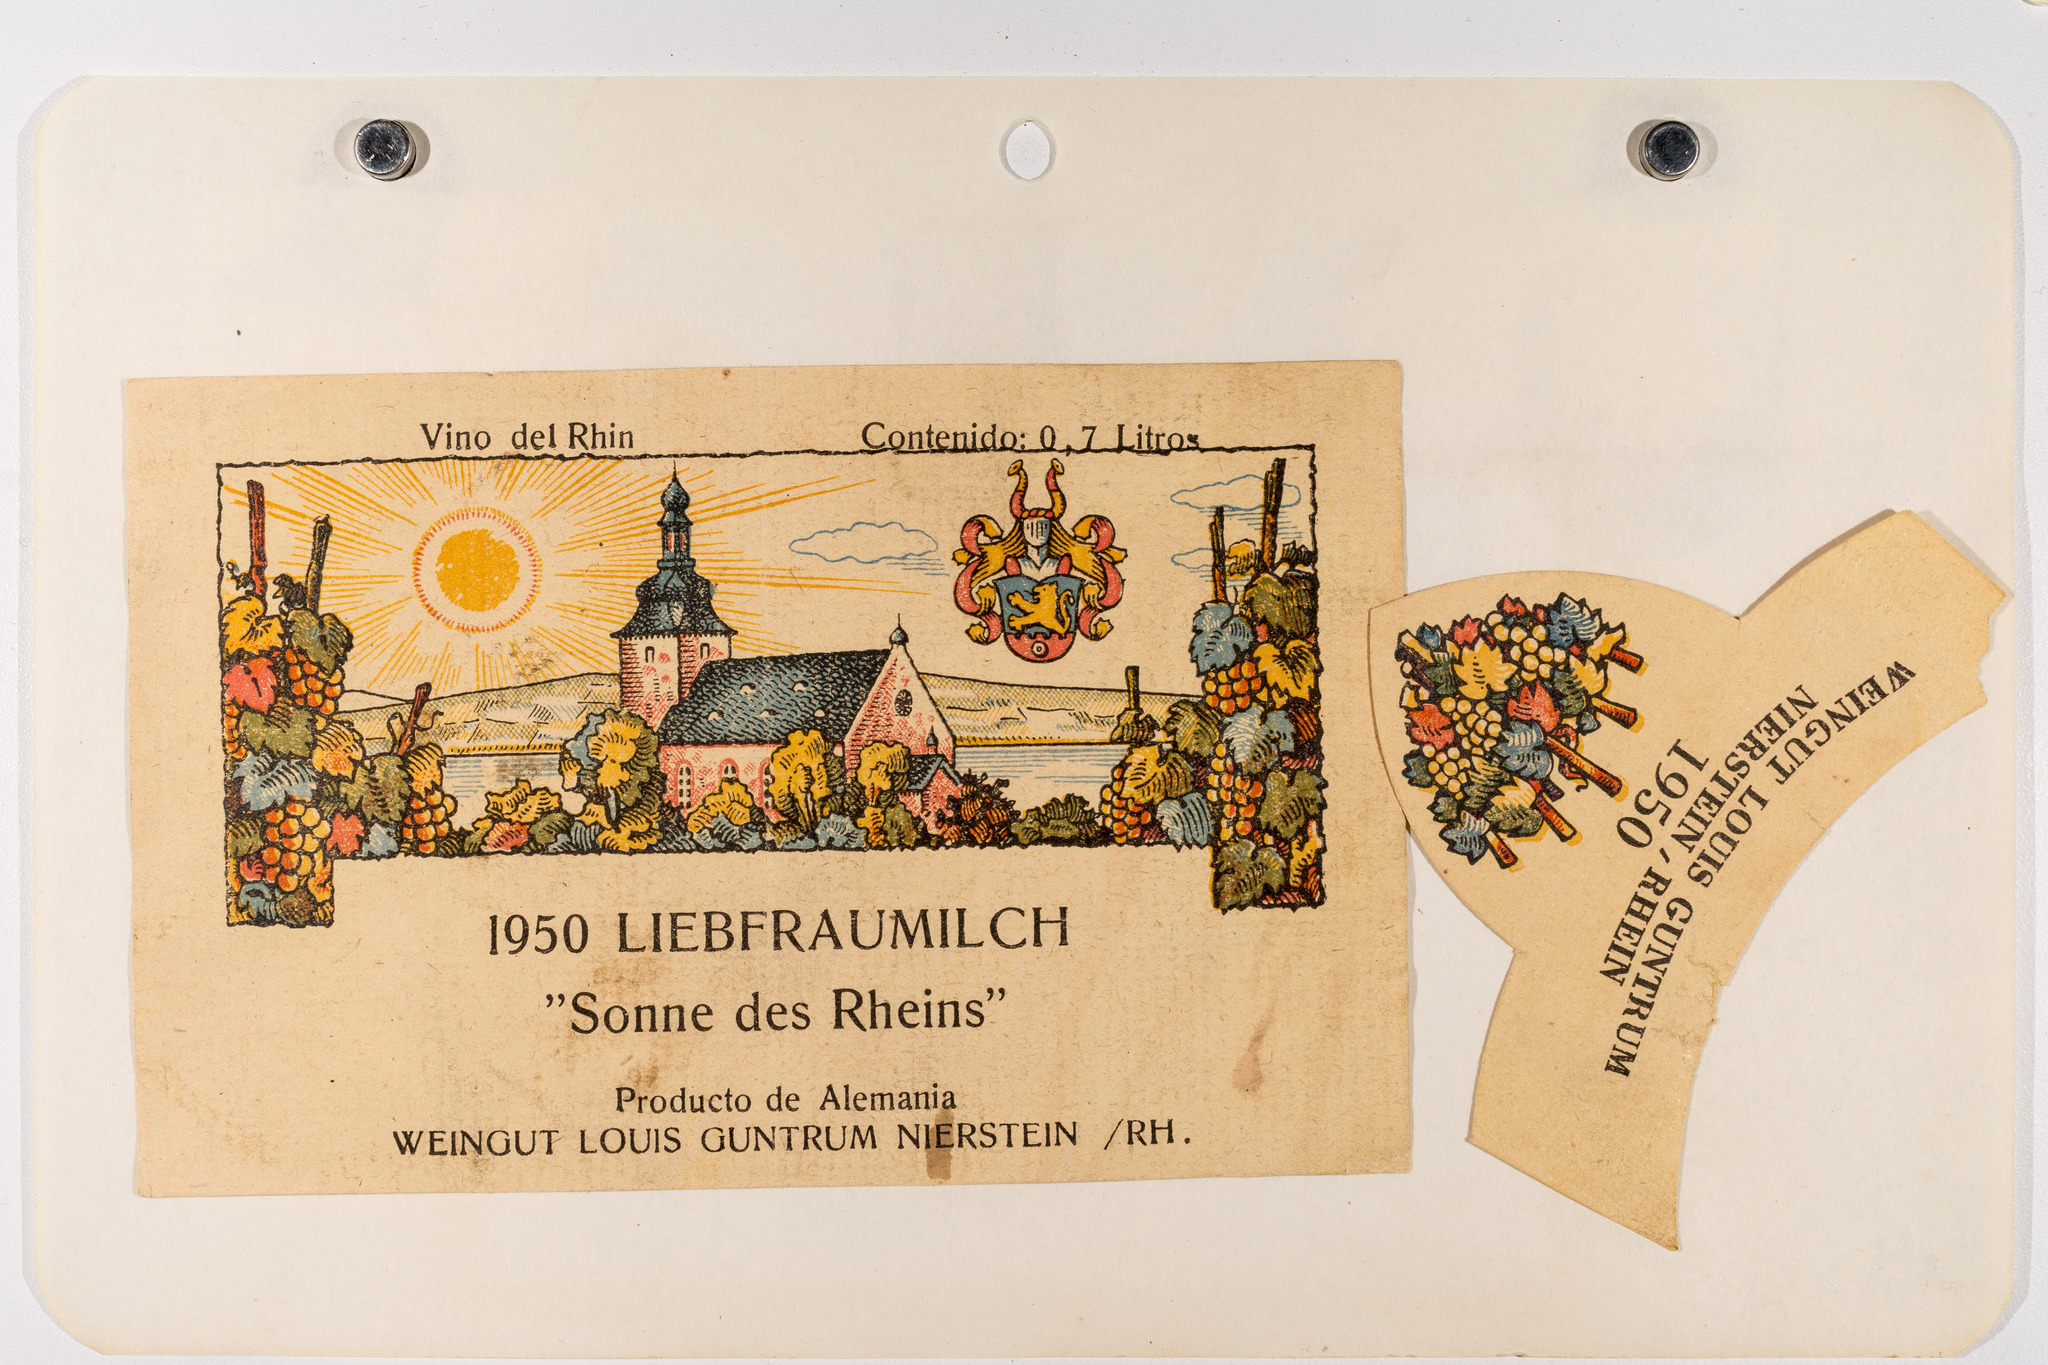 Vino del Rhin Contenido: 0,7 Litros
1950 LIEBFRAUMILCH
"Sonne des Rheins"
Producto de Alemania
WEINGUT LOUIS GUNTRUM NIERSTEIN /RH.
1950
NIERSTEIN, RHEIN
WEINGUT LOUIS GUNTRUM